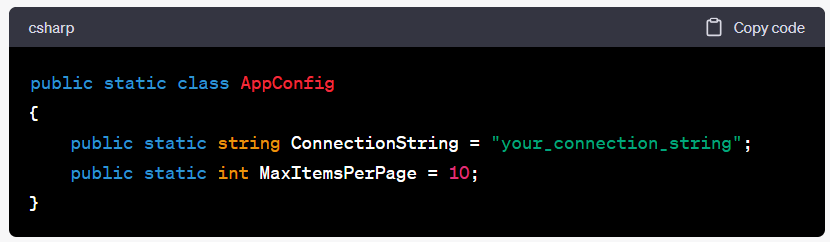 csharp
Copy code
public static class AppConfig
{
public static string ConnectionString = "your_connection_string";
public static int MaxItemsPerPage = 10;
}